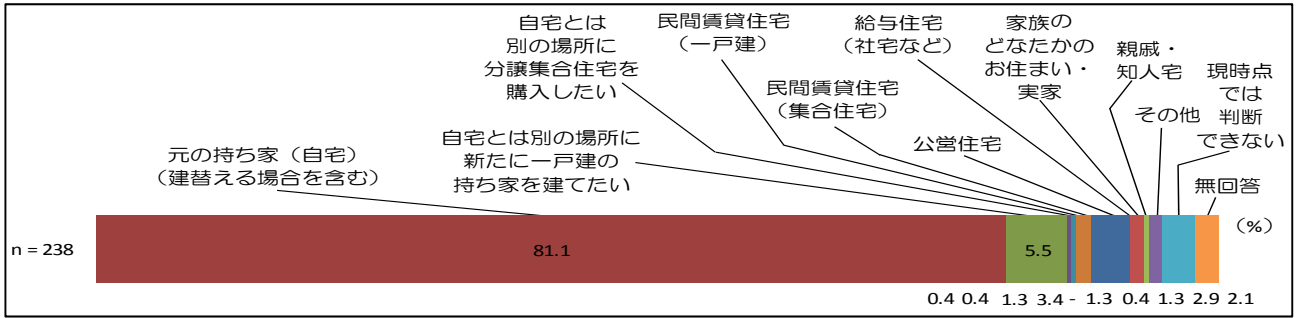 自宅とは
別の場所に
分譲集合住宅を
購入したい
民間賃貸住宅
（一戸建）
給与住宅
（社宅など）
家族の
どなたかの
お住まい・
実家
親戚・
知人宅
現時点
では
判断
できない
民間賃貸住宅
（集合住宅）
その他
自宅とは別の場所に
新たに一戸建の
持ち家を建てたい
公営住宅
元の持ち家（自宅）
（建替える場合を含む）
無回答
（%）
n = 238
81.1
5.5
0.4 0.4 1.3 3.4 - 1.3 0.4 1.3 2.9 2.1